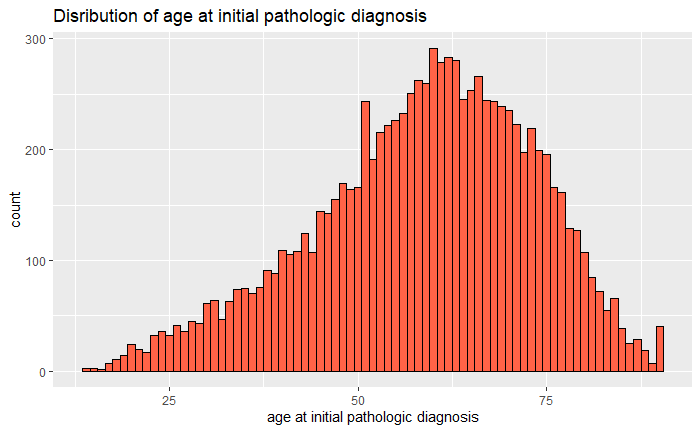 Disribution of age at initial pathologic diagnosis
300
200
100
0
count
25 50 75
age at initial pathologic diagnosis